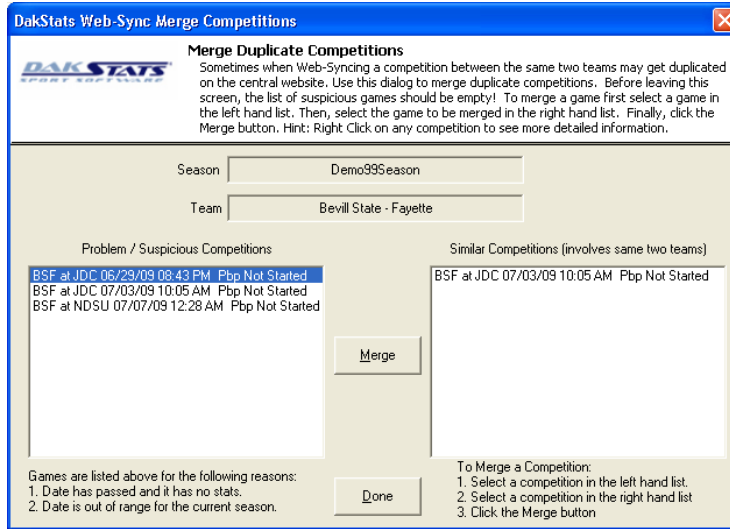 DakStats Web-Sync Merge Competitions
Merge Duplicate Competitions
DAKSTATS
SPORT SOFTWARE
Sometimes when Web-Syncing a competition between the same two teams may get duplicated
on the central website. Use this dialog to merge duplicate competitions. Before leaving this
screen, the list of suspicious games should be empty! To merge a game first select a game in
the left hand list. Then, select the game to be merged in the right hand list. Finally, click the
Merge button. Hint: Right Click on any competition to see more detailed information.
Season Demo99Season
Team Bevill State - Fayette
Problem / Suspicious Competitions
BSF at JDC 06/29/09 08:43 PM Pbp Not Started
BSF at JDC 07/03/09 10:05 AM Pbp Not Started
BSF at NDSU 07/07/09 12:28 AM Pbp Not Started
Merge
Similar Competitions (involves same two teams)
BSF at JDC 07/03/09 10:05 AM Pbp Not Started
Games are listed above for the following reasons:
1. Date has passed and it has no stats.
2. Date is out of range for the current season.
Done
To Merge a Competition:
1. Select a competition in the left hand list.
2. Select a competition in the right hand list
3. Click the Merge button